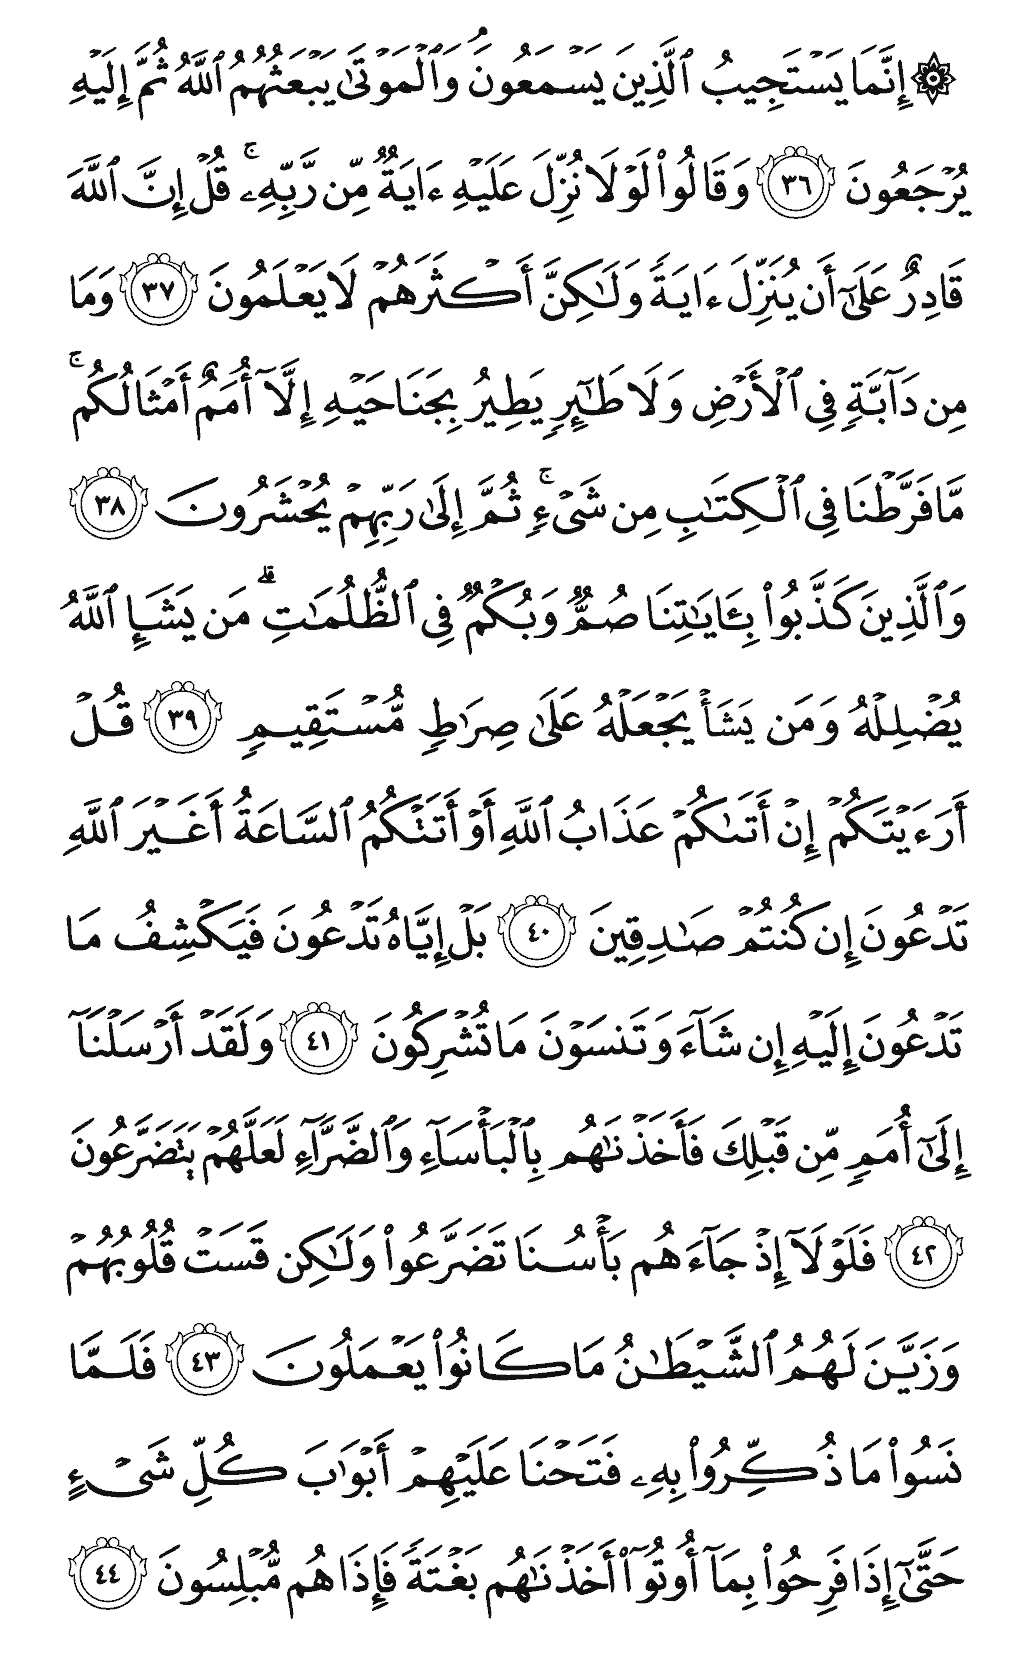 ۞ إِنَّمَا يَسْتَجِيبُ ٱلَّذِينَ يَسْمَعُونَۘ وَٱلْمَوْتَىٰ يَبْعَثُهُمُ ٱللَّهُ ثُمَّ إِلَيْهِ
يُرْجَعُونَ ٣٦ وَقَالُوا۟ لَوْلَا نُزِّلَ عَلَيْهِ ءَايَةٌ مِّن رَّبِّهِۦۚ قُلْ إِنَّ ٱللَّهَ
قَادِرٌ عَلَىٰٓ أَن يُنَزِّلَ ءَايَةً وَلَـٰكِنَّ أَكْثَرَهُمْ لَا يَعْلَمُونَ ٣٧ وَمَا
مِن دَآبَّةٍ فِى ٱلْأَرْضِ وَلَا طَـٰٓئِرٍ يَطِيرُ بِجَنَاحَيْهِ إِلَّآ أُمَمٌ أَمْثَالُكُمۚ
مَّا فَرَّطْنَا فِى ٱلْكِتَـٰبِ مِن شَىْءٍۚ ثُمَّ إِلَىٰ رَبِّهِمْ يُحْشَرُونَ ٣٨
وَٱلَّذِينَ كَذَّبُوا۟ بِـَٔايَـٰتِنَا صُمٌّ وَبُكْمٌ فِى ٱلظُّلُمَـٰتِۗ مَن يَشَإِ ٱللَّهُ
يُضْلِلْهُ وَمَن يَشَأْ يَجْعَلْهُ عَلَىٰ صِرَٰطٍ مُّسْتَقِيمٍ ٣٩ قُلْ
أَرَءَيْتَكُمْ إِنْ أَتَىٰكُمْ عَذَابُ ٱللَّهِ أَوْ أَتَتْكُمُ ٱلسَّاعَةُ أَغَيْرَ ٱللَّهِ
تَدْعُونَ إِن كُنتُمْ صَـٰدِقِينَ ٤٠ بَلْ إِيَّاهُ تَدْعُونَ فَيَكْشِفُ مَا
تَدْعُونَ إِلَيْهِ إِن شَآءَ وَتَنسَوْنَ مَا تُشْرِكُونَ ٤١ وَلَقَدْ أَرْسَلْنَآ
إِلَىٰٓ أُمَمٍ مِّن قَبْلِكَ فَأَخَذْنَـٰهُم بِٱلْبَأْسَآءِ وَٱلضَّرَّآءِ لَعَلَّهُمْ يَتَضَرَّعُونَ
٤٢ فَلَوْلَآ إِذْ جَآءَهُم بَأْسُنَا تَضَرَّعُوا۟ وَلَـٰكِن قَسَتْ قُلُوبُهُمْ
وَزَيَّنَ لَهُمُ ٱلشَّيْطَـٰنُ مَا كَانُوا۟ يَعْمَلُونَ ٤٣ فَلَمَّا
نَسُوا۟ مَا ذُكِّرُوا۟ بِهِۦ فَتَحْنَا عَلَيْهِمْ أَبْوَٰبَ كُلِّ شَىْءٍ
حَتَّىٰٓ إِذَا فَرِحُوا۟ بِمَآ أُوتُوٓا۟ أَخَذْنَـٰهُم بَغْتَةً فَإِذَا هُم مُّبْلِسُونَ ٤٤